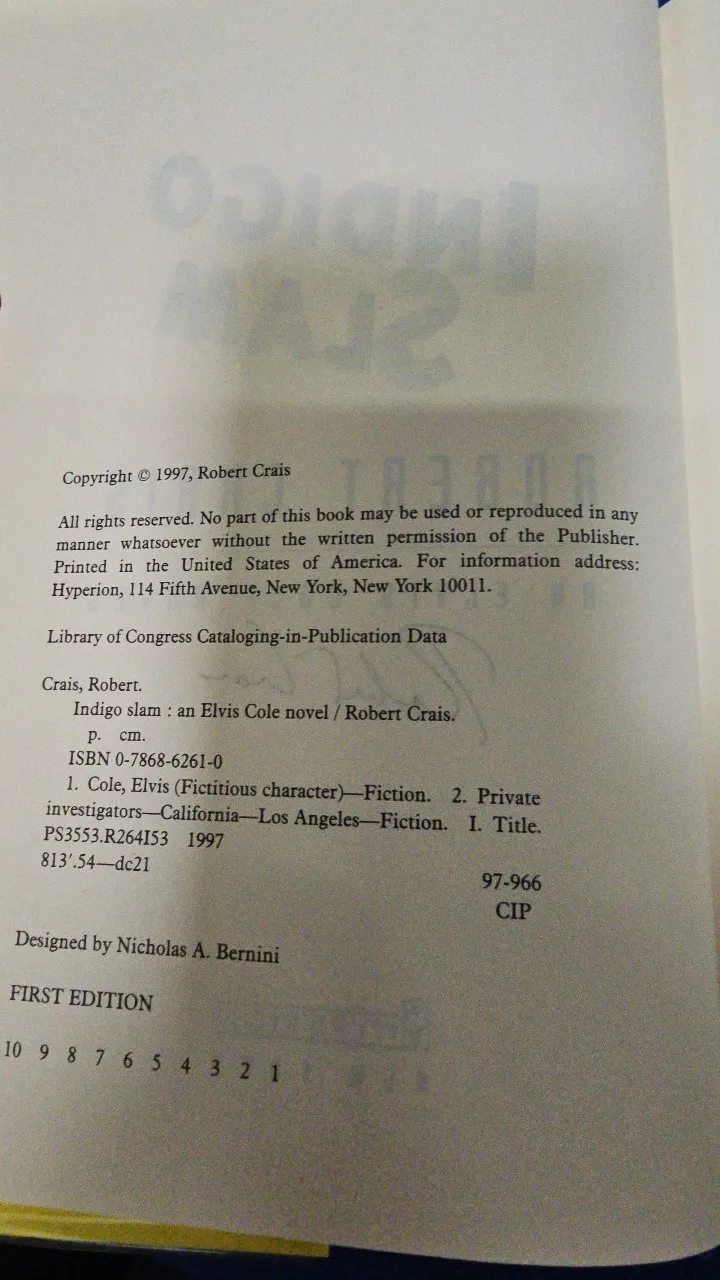 Copyright © 1997, Robert Crais
All rights reserved. No part of this book may be used or reproduced in any
manner whatsoever without the written permission of the Publisher.
Printed in the United States of America. For information address:
Hyperion, 114 Fifth Avenue, New York, New York 10011.
Library of Congress Cataloging-in-Publication Data
Crais, Robert.
Indigo slam : an Elvis Cole novel / Robert Crais.
p. cm.
ISBN 0-7868-6261-0
1. Cole, Elvis (Fictitious character)—Fiction. 2. Private
investigators—California—Los Angeles—Fiction. I. Title.
PS3553.R264I53 1997
813'.54—dc21
97-966
CIP
Designed by Nicholas A. Bernini
FIRST EDITION
10 9 8 7 6 5 4 3 2 1
INDIGO
SLAM